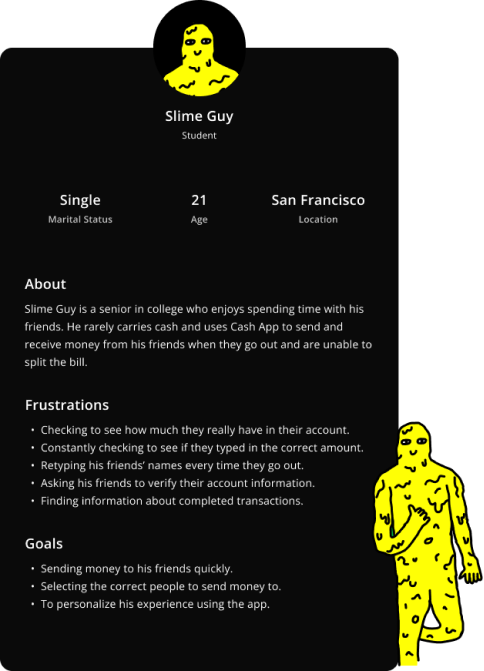 Slime Guy
Student
Single
Marital Status
21
Age
San Francisco
Location
About
Slime Guy is a senior in college who enjoys spending time with his
friends. He rarely carries cash and uses Cash App to send and
receive money from his friends when they go out and are unable to
split the bill.
Frustrations
• Checking to see how much they really have in their account.
• Constantly checking to see if they typed in the correct amount.
• Retyping his friends’ names every time they go out.
• Asking his friends to verify their account information.
• Finding information about completed transactions.
Goals
• Sending money to his friends quickly.
• Selecting the correct people to send money to.
• To personalize his experience using the app.